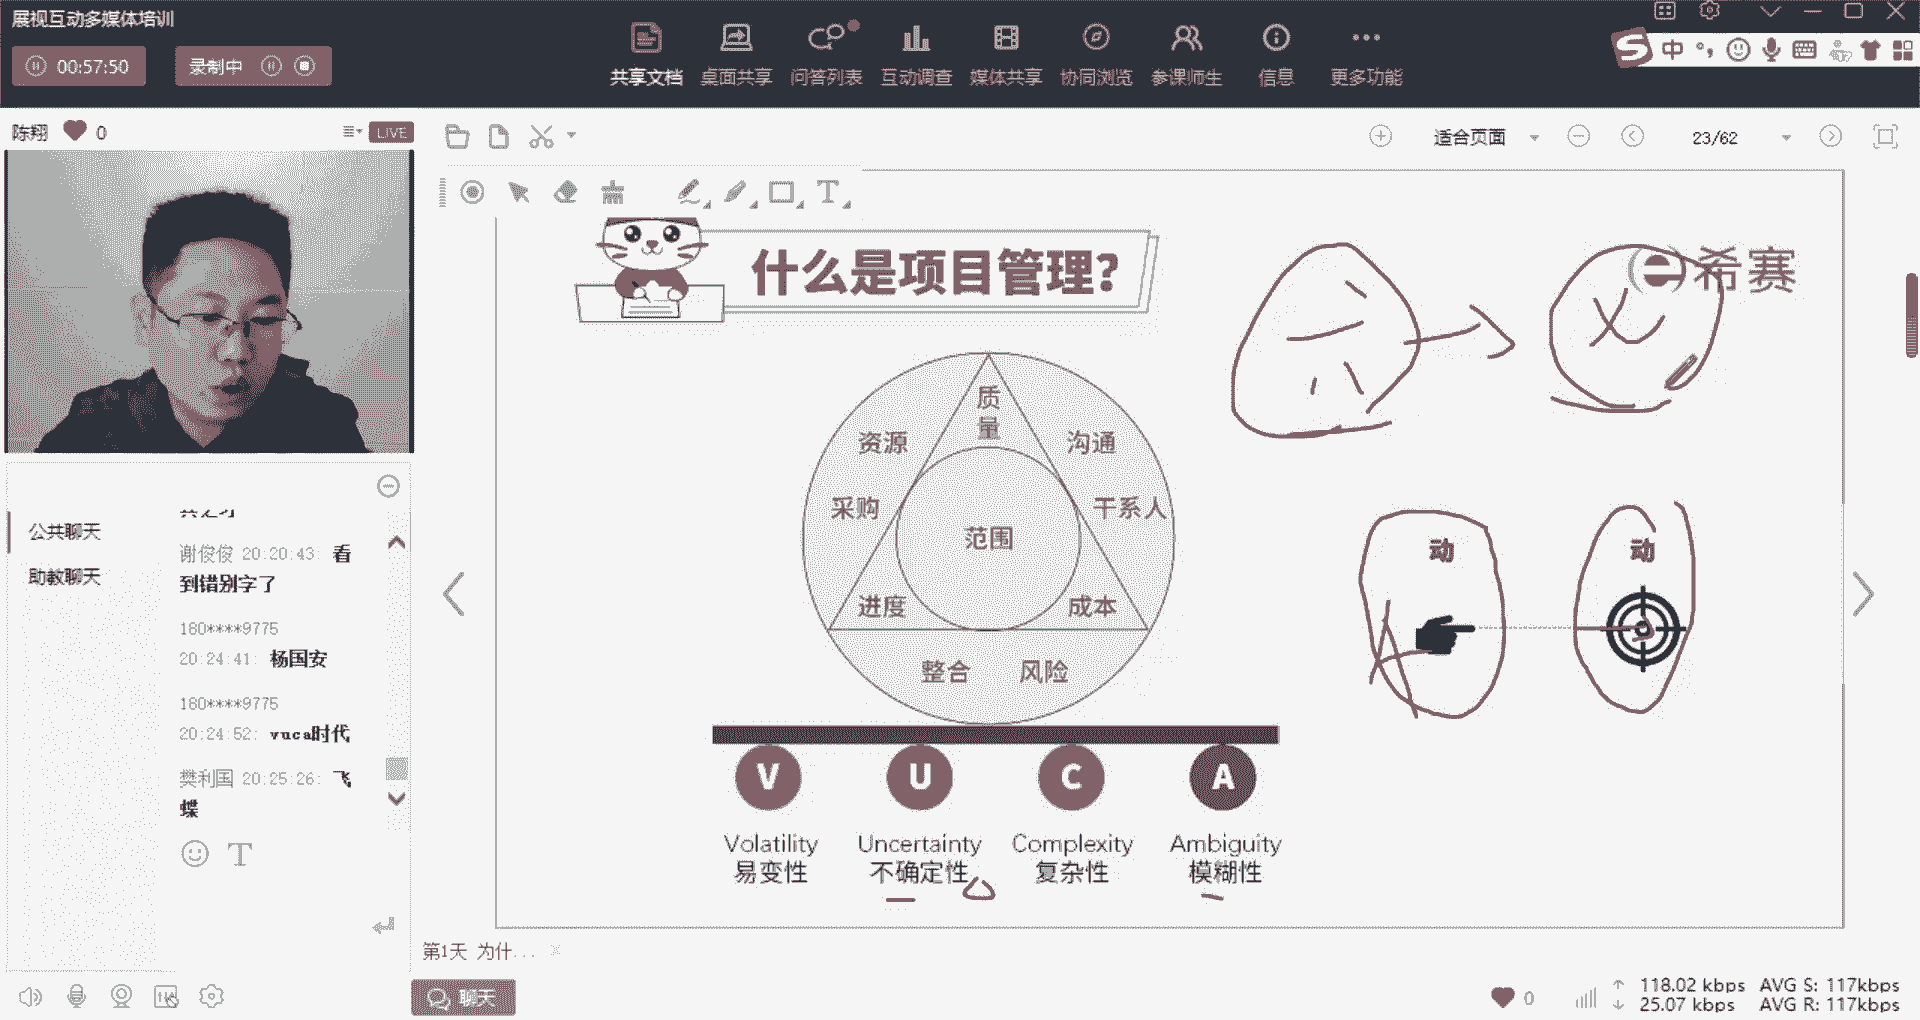 展视互动多媒体培训
00:57:50
录制中
共享文档
桌面共享
问答列表
互动调查
媒体共享
协同浏览
参课师生
信息
更多功能
中
陈翔
0
LIVE
适合页面
23/62
公共聊天
助教聊天
谢俊俊 20:20:43: 看
到错别字了
180****9775
20:24:41: 杨国安
180****9775
20:24:52: vuca时代
樊利国 20:25:26: 飞
蝶
什么是项目管理?
希赛
质
量
资源
沟通
采购
干系人
范围
进度
成本
整合
风险
动
动
V
U
C
A
Volatility
易变性
Uncertainty
不确定性
Complexity
复杂性
Ambiguity
模糊性
第1天 为什...
聊天
0
118.02 kbps AVG S: 117kbps
25.07 kbps AVG R: 117kbps